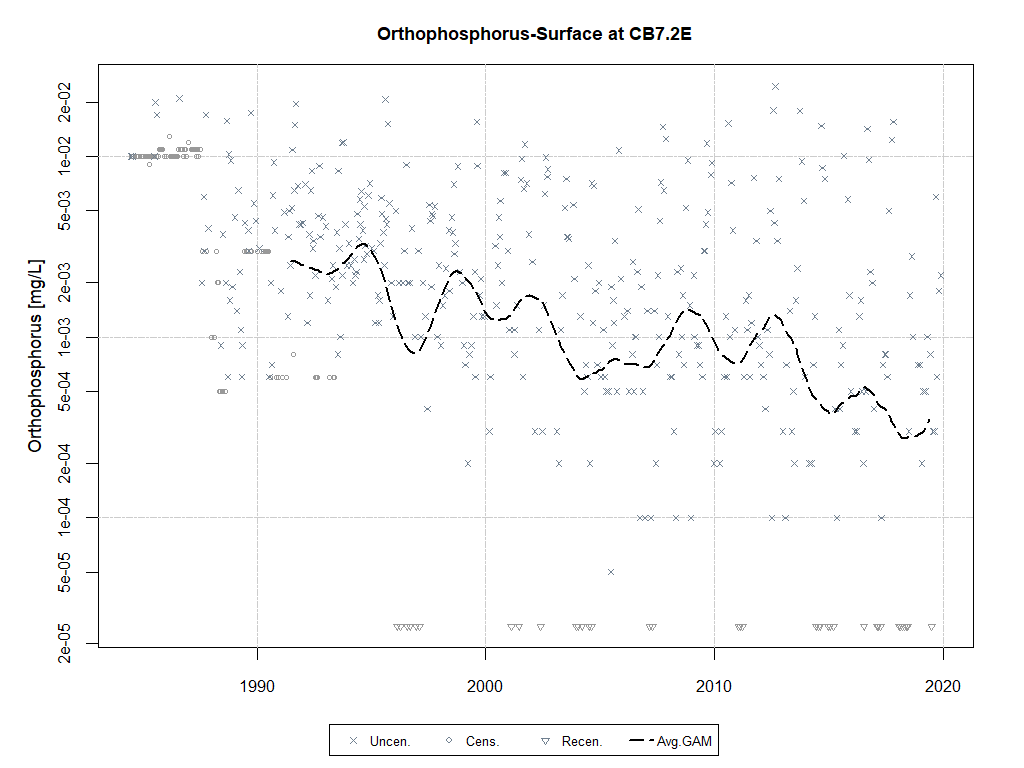 Orthophosphorus-Surface at CB7.2E
Orthophosphorus [mg/L]
2e-02
1e-02
5e-03
2e-03
1e-03
5e-04
2e-04
1e-04
5e-05
2e-05
1990 2000 2010 2020
Uncen. Cens. Recen. Avg.GAM